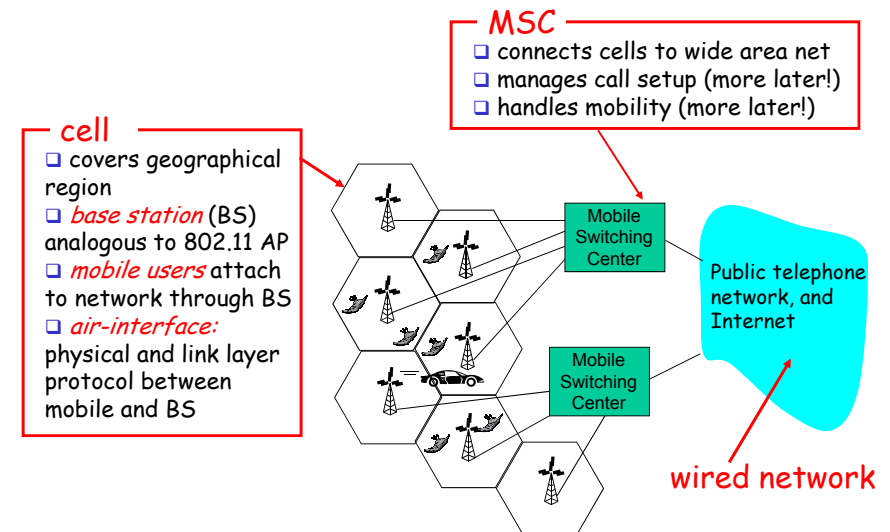 MSC
❑ connects cells to wide area net
❑ manages call setup (more later!)
❑ handles mobility (more later!)
cell
❑ covers geographical
region
❑ base station (BS)
analogous to 802.11 AP
❑ mobile users attach
to network through BS
❑ air-interface:
physical and link layer
protocol between
mobile and BS
Mobile
Switching
Center
Public telephone
network, and
Internet
Mobile
Switching
Center
wired network